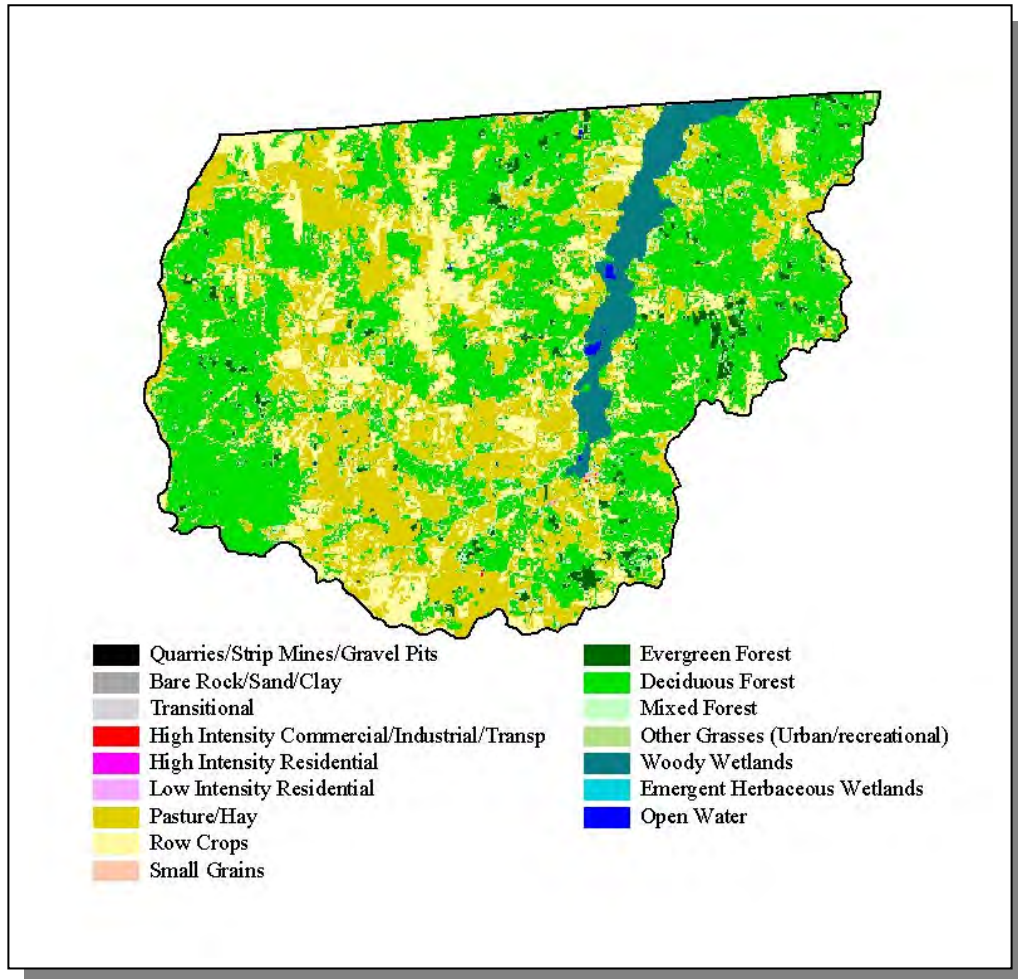 Quarries/Strip Mines/Gravel Pits
Bare Rock/Sand/Clay
Transitional
High Intensity Commercial/Industrial/Transp
High Intensity Residential
Low Intensity Residential
Pasture/Hay
Row Crops
Small Grains
Evergreen Forest
Deciduous Forest
Mixed Forest
Other Grasses (Urban/recreational)
Woody Wetlands
Emergent Herbaceous Wetlands
Open Water